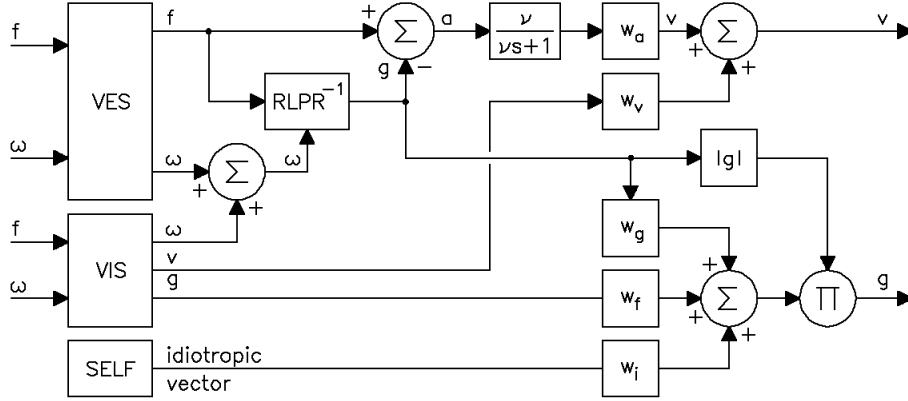 f
f
+
Σ
a
ν
νs+1
w_a
v
+
Σ
v
VES
g
−
+
RLPR⁻¹
w_v
ω
ω
+
Σ
ω
+
|g|
f
ω
w_g
VIS
v
+
g
ω
w_f
+
Σ
Π
g
+
SELF
idiotropic
vector
w_i